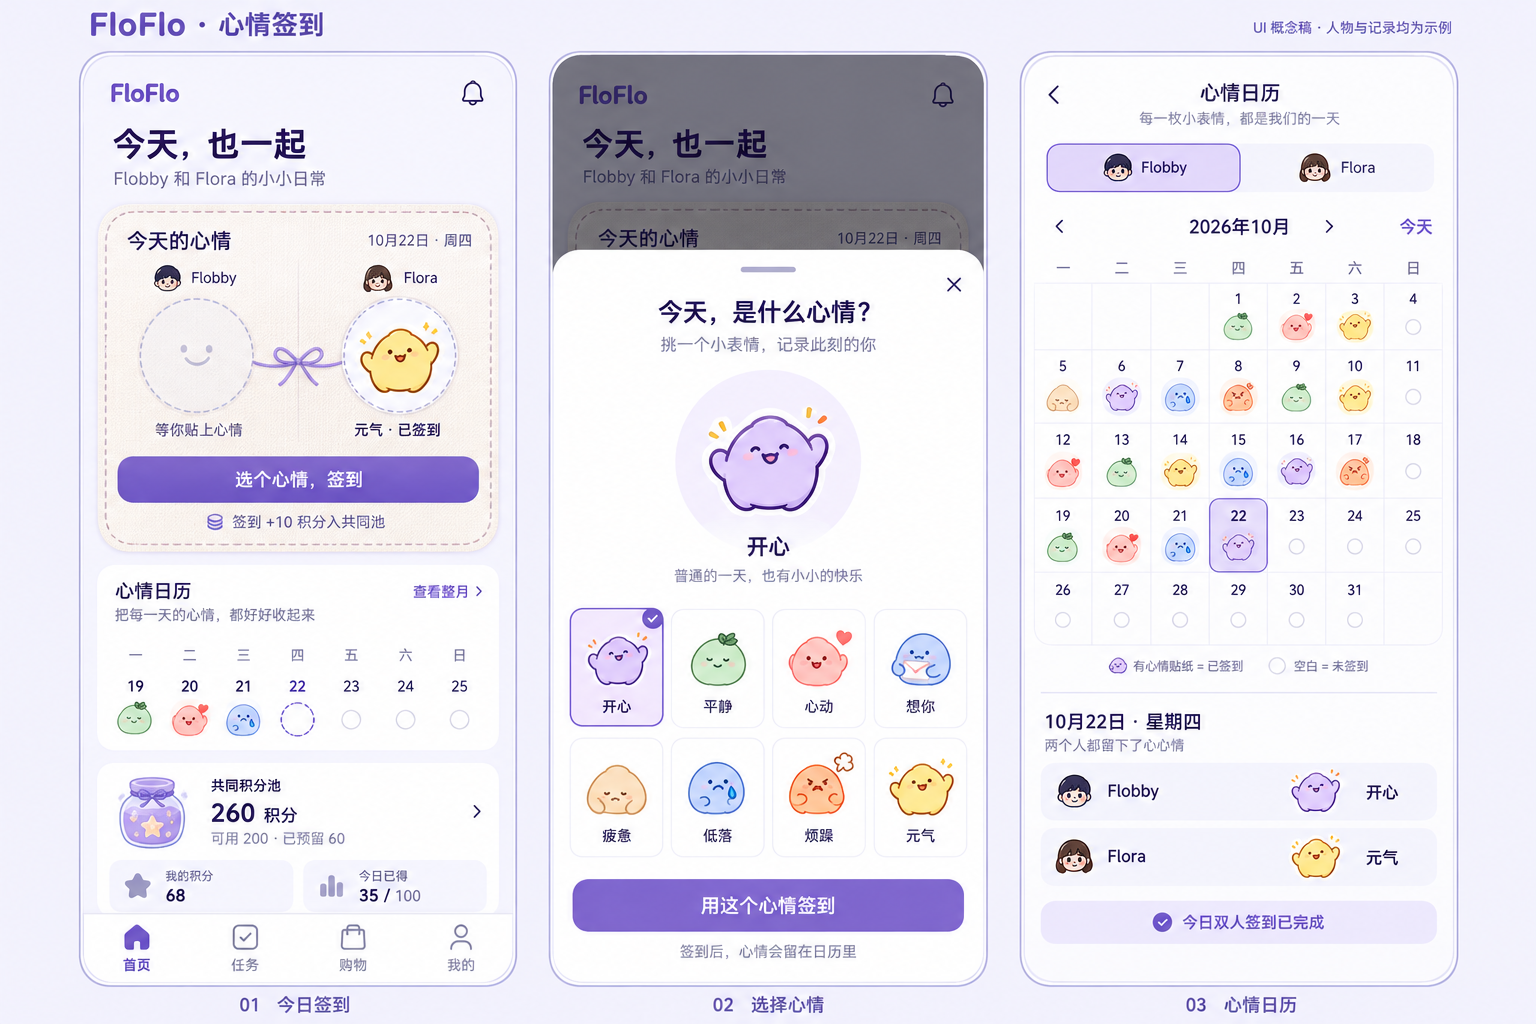 FloFlo · 心情签到
UI 概念稿 · 人物与记录均为示例
FloFlo
今天，也一起
Flobby 和 Flora 的小小日常
今天的心情
10月22日 · 周四
Flobby
Flora
等你贴上心情
元气 · 已签到
选个心情，签到
签到 +10 积分入共同池
心情日历
查看整月
把每一天的心情，都好好收起来
一 二 三 四 五 六 日
19 20 21 22 23 24 25
共同积分池
260 积分
可用 200 · 已预留 60
我的积分
68
今日已得
35 / 100
首页 任务 购物 我的
01 今日签到
FloFlo
今天，也一起
Flobby 和 Flora 的小小日常
今天的心情
10月22日 · 周四
今天，是什么心情？
挑一个小表情，记录此刻的你
开心
普通的一天，也有小小的快乐
开心 平静 心动 想你
疲惫 低落 烦躁 元气
用这个心情签到
签到后，心情会留在日历里
02 选择心情
心情日历
每一枚小表情，都是我们的一天
Flobby
Flora
2026年10月
今天
一 二 三 四 五 六 日
1 2 3 4
5 6 7 8 9 10 11
12 13 14 15 16 17 18
19 20 21 22 23 24 25
26 27 28 29 30 31
有心情贴纸 = 已签到
空白 = 未签到
10月22日 · 星期四
两个人都留下了心心情
Flobby
开心
Flora
元气
今日双人签到已完成
03 心情日历